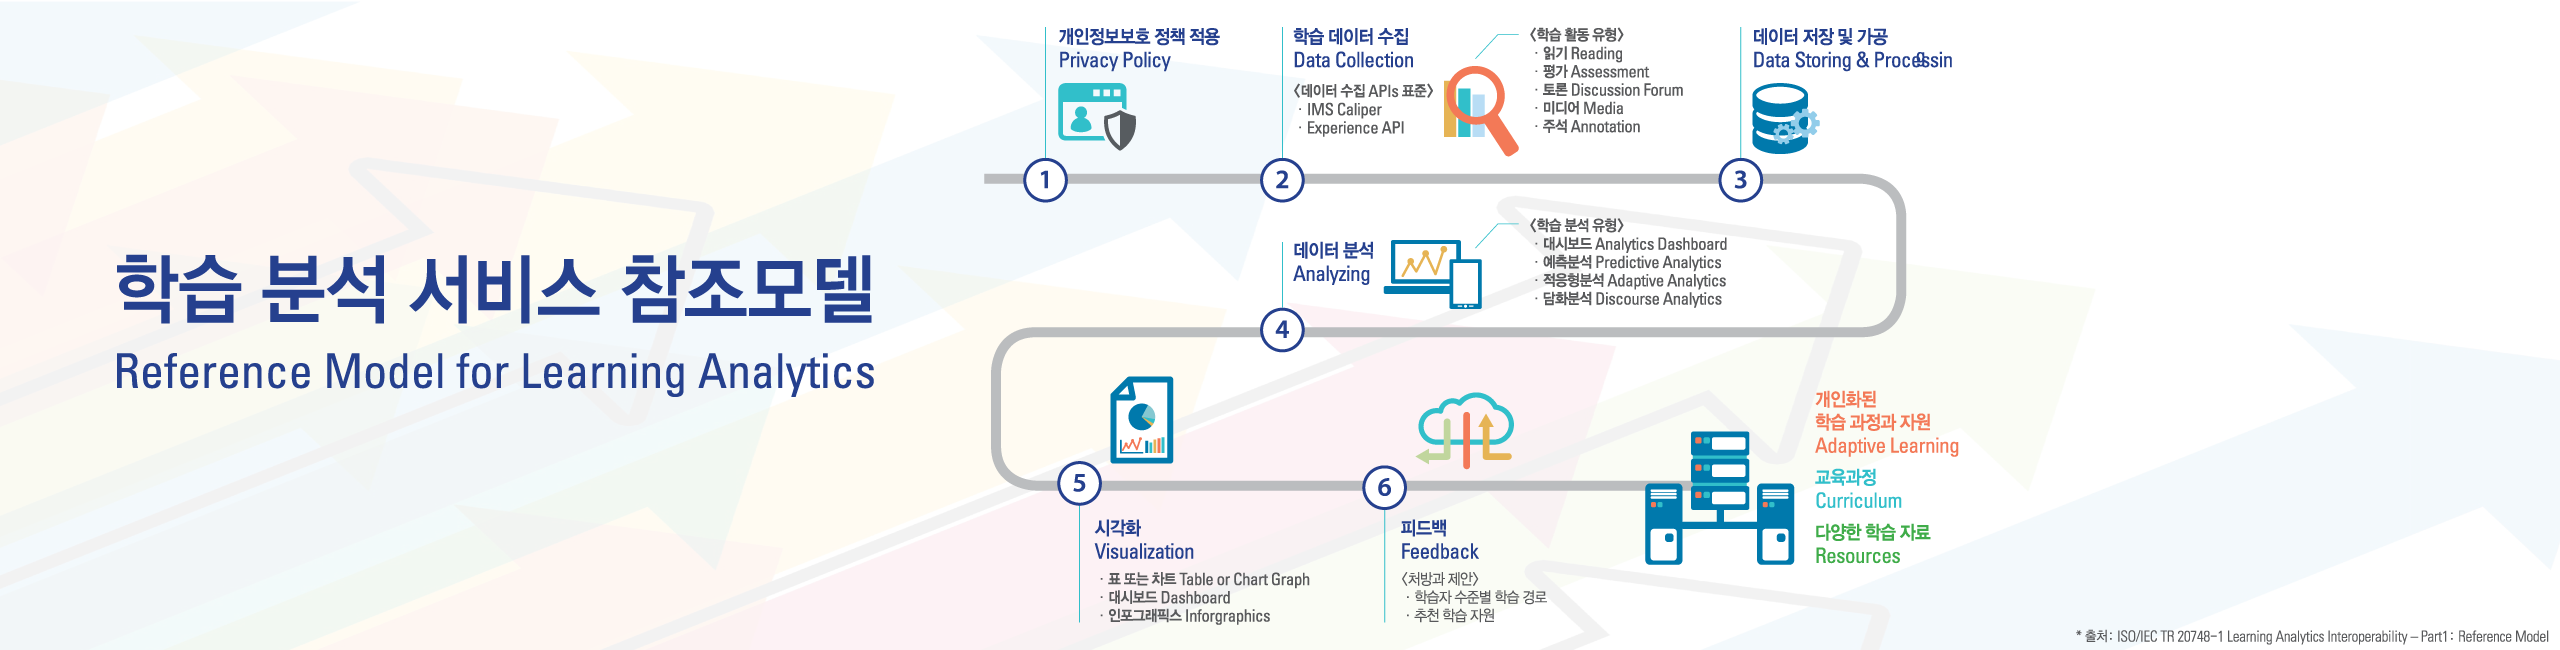 학습 분석 서비스 참조모델
Reference Model for Learning Analytics
개인정보보호 정책 적용
Privacy Policy
1
학습 데이터 수집
Data Collection
〈데이터 수집 APIs 표준〉
· IMS Caliper
· Experience API
〈학습 활동 유형〉
· 읽기 Reading
· 평가 Assessment
· 토론 Discussion Forum
· 미디어 Media
· 주석 Annotation
2
데이터 저장 및 가공
Data Storing & Processing
3
데이터 분석
Analyzing
〈학습 분석 유형〉
· 대시보드 Analytics Dashboard
· 예측분석 Predictive Analytics
· 적응형분석 Adaptive Analytics
· 담화분석 Discourse Analytics
4
5
시각화
Visualization
· 표 또는 차트 Table or Chart Graph
· 대시보드 Dashboard
· 인포그래픽스 Inforgraphics
6
피드백
Feedback
〈처방과 제안〉
· 학습자 수준별 학습 경로
· 추천 학습 자원
개인화된
학습 과정과 자원
Adaptive Learning
교육과정
Curriculum
다양한 학습 자료
Resources
* 출처: ISO/IEC TR 20748-1 Learning Analytics Interoperability – Part1: Reference Model